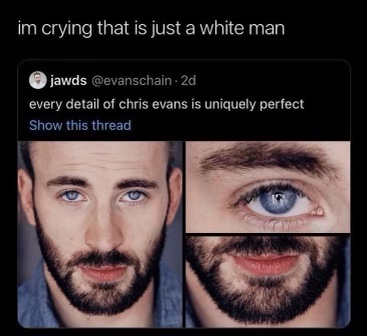 im crying that is just a white man
jawds @evanschain · 2d
every detail of chris evans is uniquely perfect
Show this thread